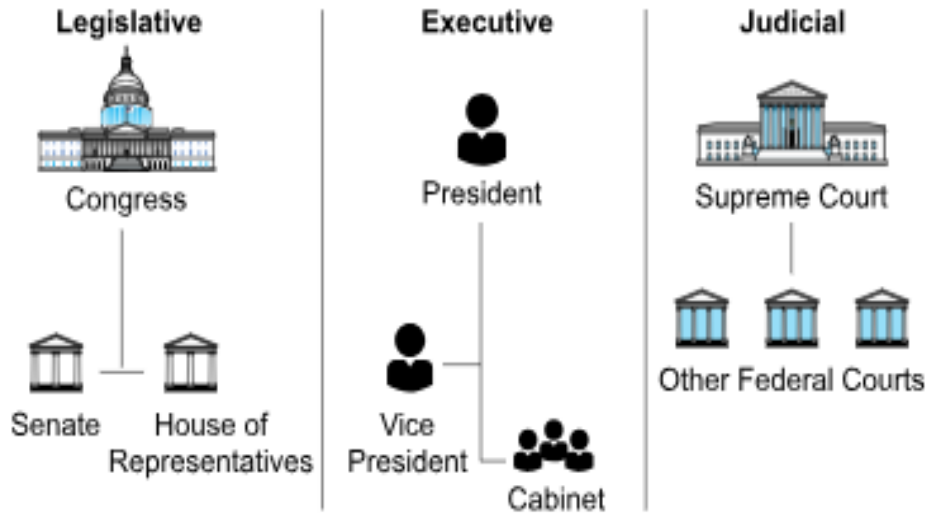 Legislative
Congress
Senate
House of
Representatives
Executive
President
Vice
President
Cabinet
Judicial
Supreme Court
Other Federal Courts